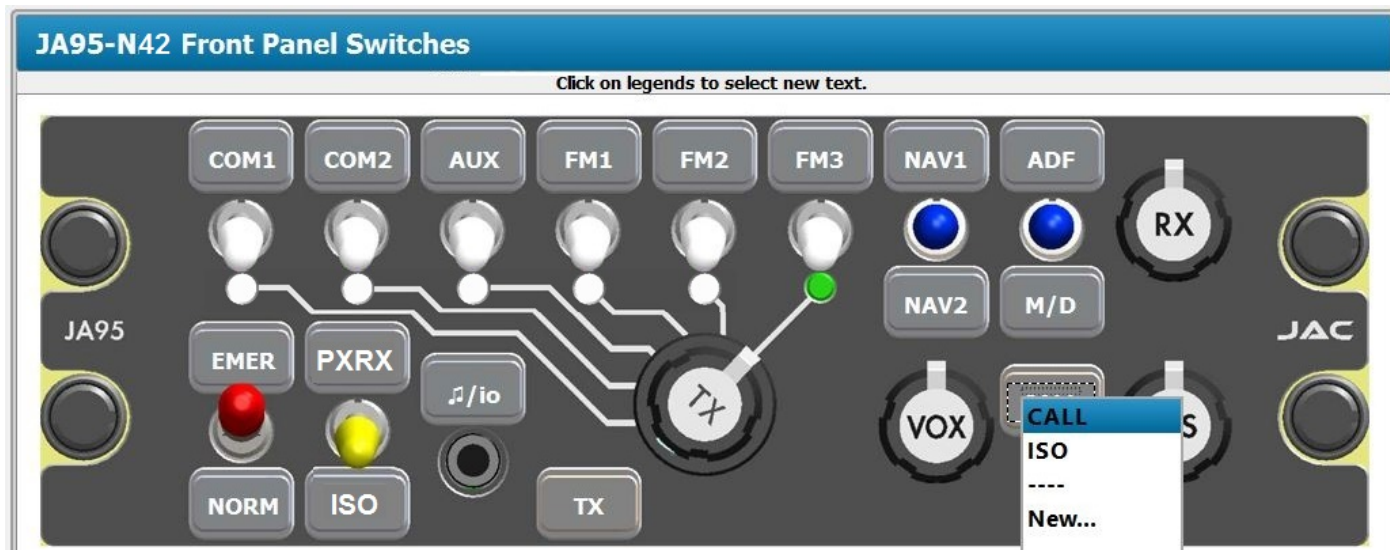 JA95-N42 Front Panel Switches
Click on legends to select new text.
COM1 COM2 AUX FM1 FM2 FM3 NAV1 ADF
RX
NAV2 M/D
JA95
JAC
EMER PXRX
♫/io
TX
VOX
CALL
ISO
----
New...
NORM ISO TX